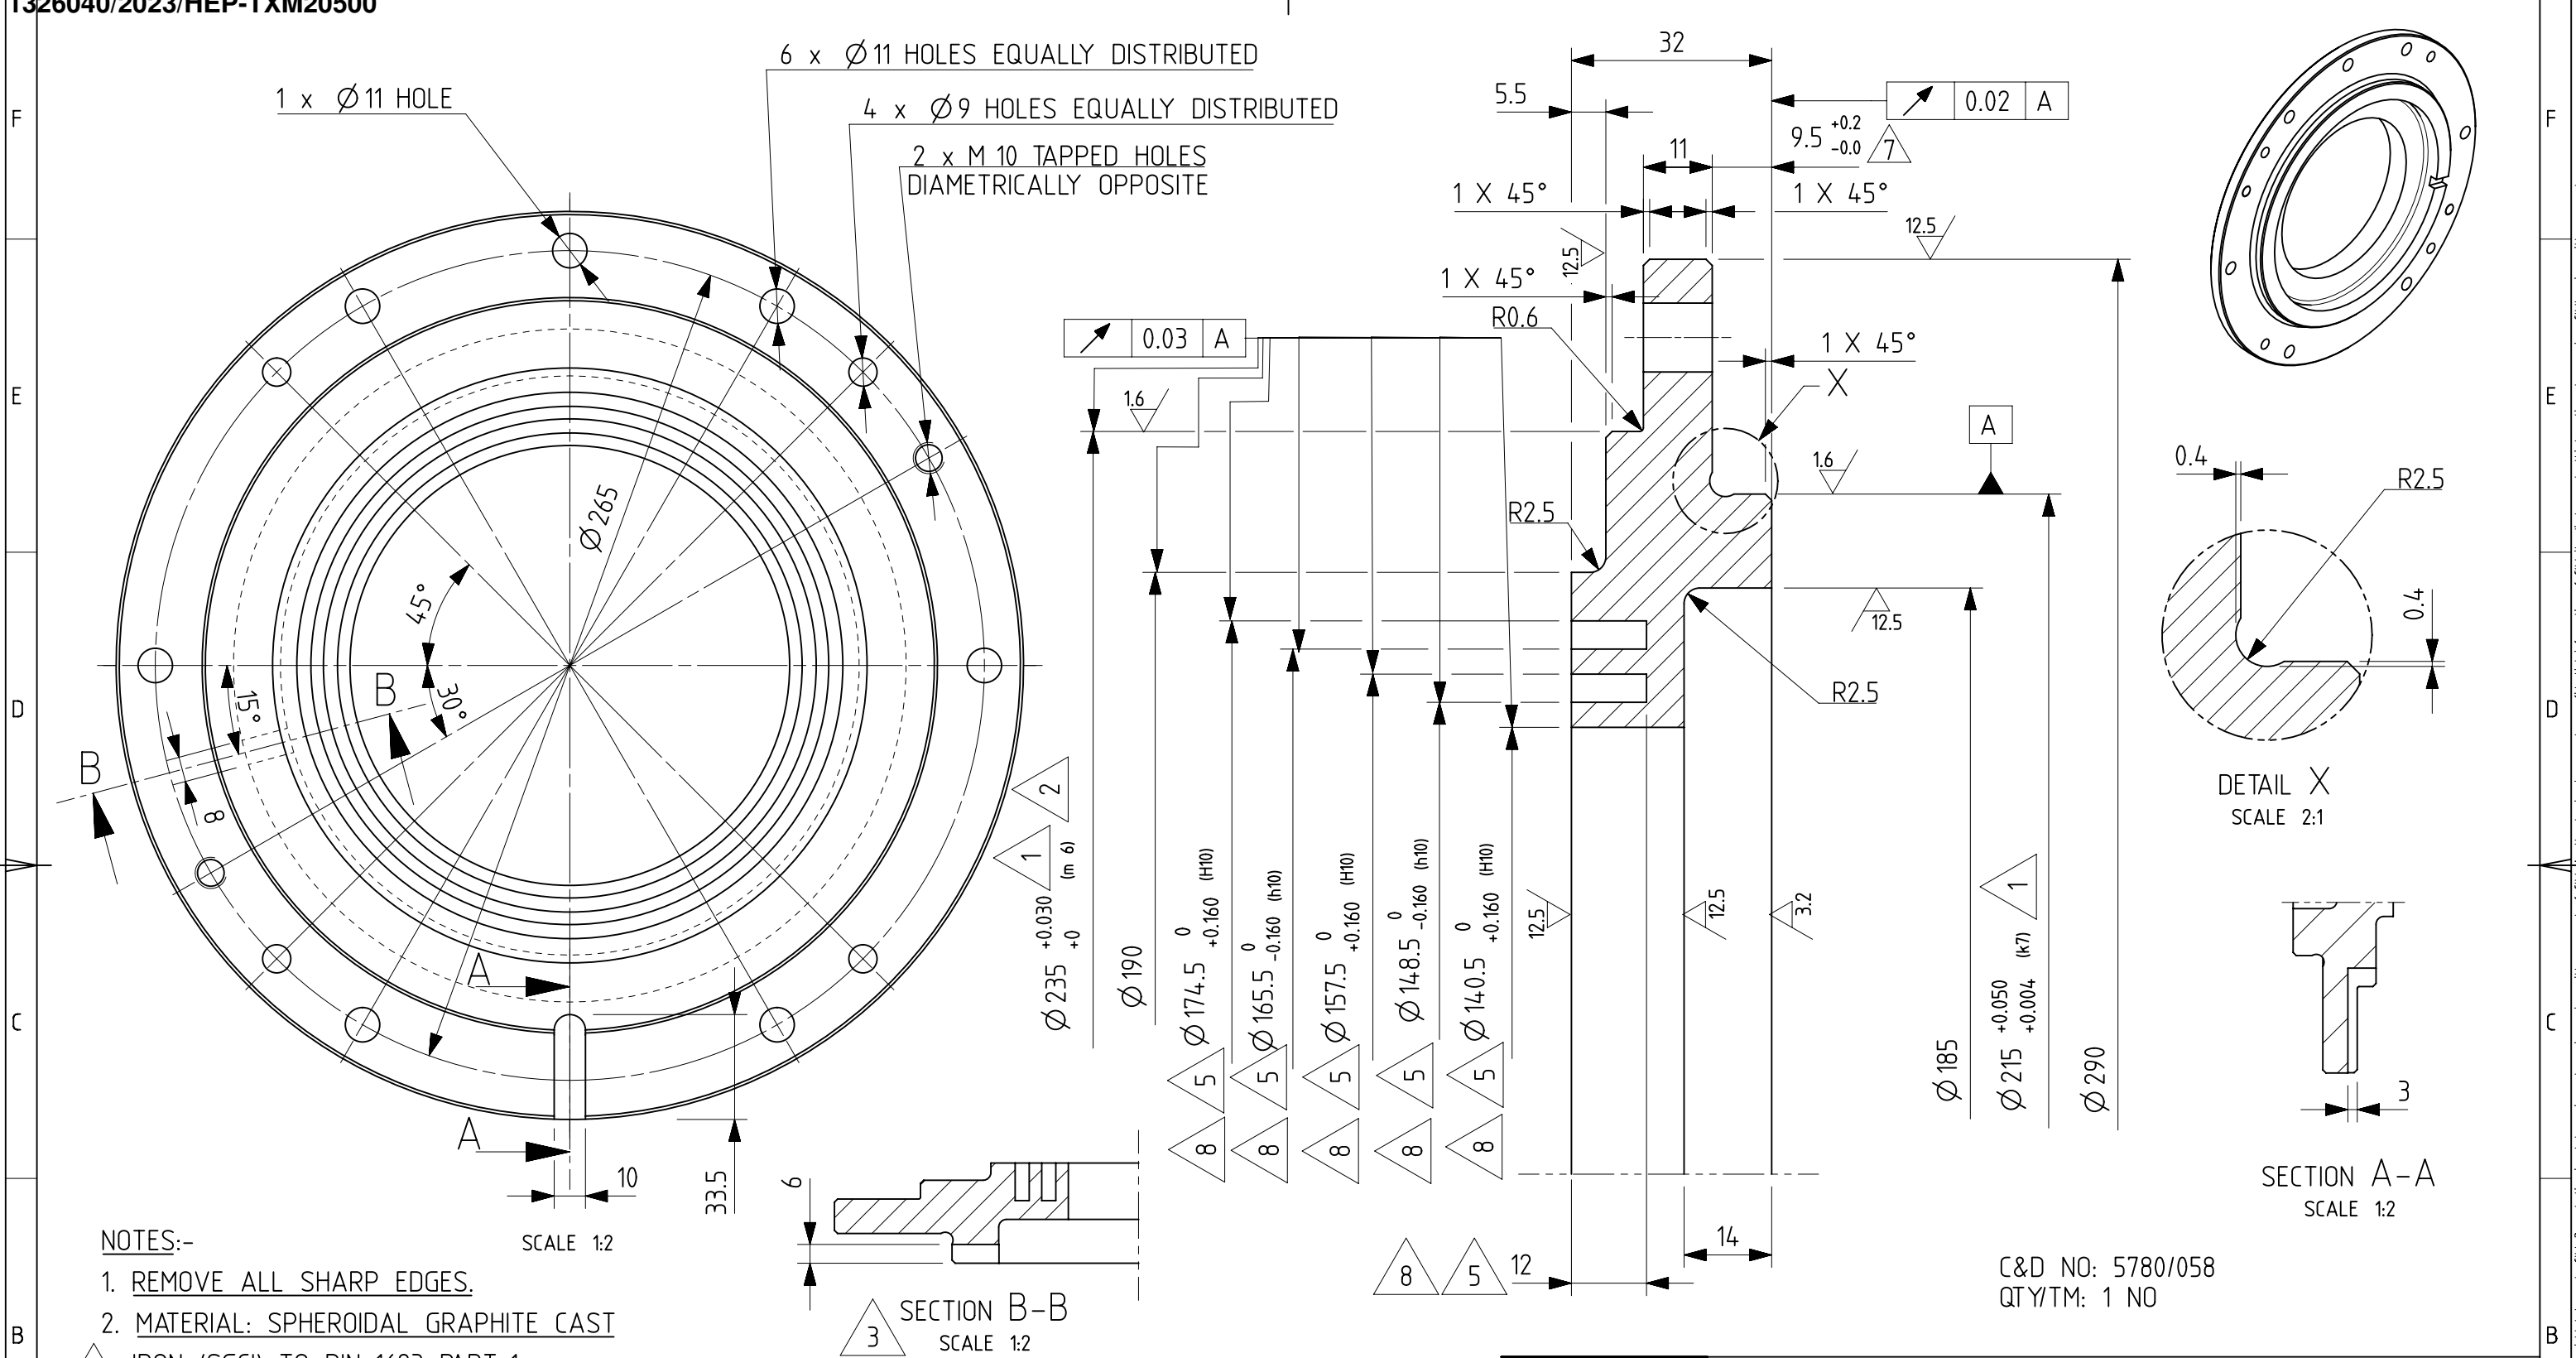 1326040/2023/HEP-TXM20500
6 x Ø11 HOLES EQUALLY DISTRIBUTED
1 x Ø11 HOLE
4 x Ø9 HOLES EQUALLY DISTRIBUTED
2 x M 10 TAPPED HOLES
DIAMETRICALLY OPPOSITE
Ø265
45°
30°
15°
8
B
B
A
A
10
33.5
SCALE 1:2
32
5.5
0.02 A
9.5 +0.2 -0.0
7
11
1 X 45°
1 X 45°
12.5
12.5
1 X 45°
R0.6
0.03 A
1 X 45°
X
1.6
1.6
A
R2.5
12.5
R2.5
2
1
Ø235 +0.030 +0 (m 6)
Ø190
Ø174.5 0 +0.160 (H10)
Ø165.5 0 -0.160 (h10)
Ø157.5 0 +0.160 (H10)
Ø148.5 0 -0.160 (h10)
Ø140.5 0 +0.160 (H10)
5 5 5 5 5
8 8 8 8 8
12.5
12.5
3.2
Ø185
Ø215 +0.050 +0.004 (k7)
1
Ø290
14
8 5 12
0.4
R2.5
0.4
DETAIL X
SCALE 2:1
3
SECTION A-A
SCALE 1:2
6
SECTION B-B
3
SCALE 1:2
C&D NO: 5780/058
QTY/TM: 1 NO
NOTES:-
1. REMOVE ALL SHARP EDGES.
2. MATERIAL: SPHEROIDAL GRAPHITE CAST
F
E
D
C
B
F
E
D
C
B